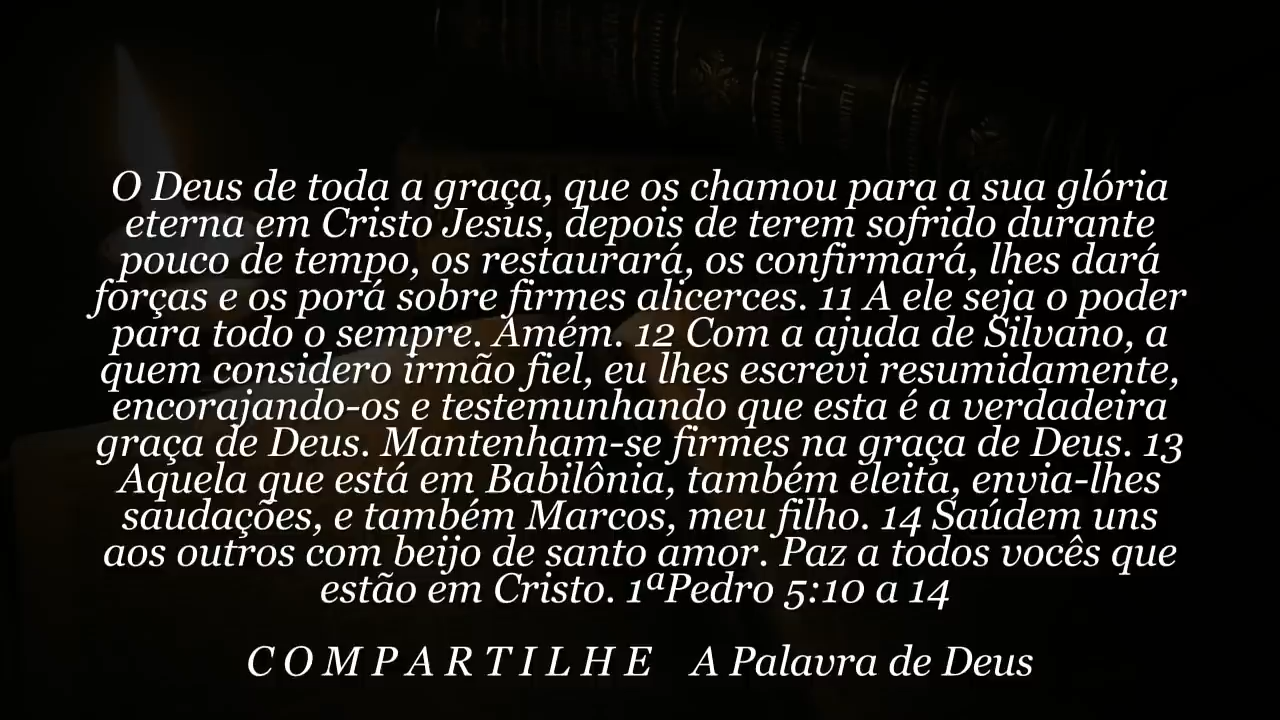 O Deus de toda a graça, que os chamou para a sua glória
eterna em Cristo Jesus, depois de terem sofrido durante
pouco de tempo, os restaurará, os confirmará, lhes dará
forças e os porá sobre firmes alicerces. 11 A ele seja o poder
para todo o sempre. Amém. 12 Com a ajuda de Silvano, a
quem considero irmão fiel, eu lhes escrevi resumidamente,
encorajando-os e testemunhando que esta é a verdadeira
graça de Deus. Mantenham-se firmes na graça de Deus. 13
Aquela que está em Babilônia, também eleita, envia-lhes
saudações, e também Marcos, meu filho. 14 Saúdem uns
aos outros com beijo de santo amor. Paz a todos vocês que
estão em Cristo. 1ªPedro 5:10 a 14
C O M P A R T I L H E A Palavra de Deus